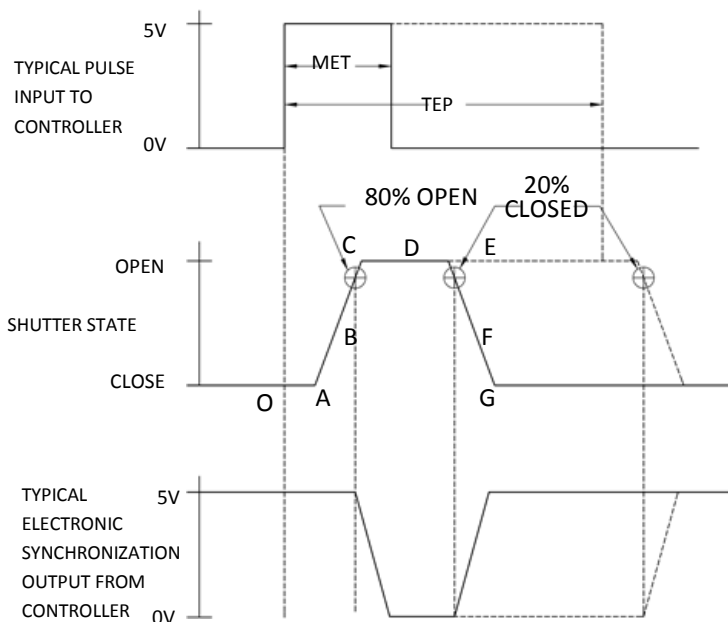 5V
TYPICAL PULSE
INPUT TO
CONTROLLER
MET
TEP
0V
80% OPEN
20%
CLOSED
C
D
E
OPEN
SHUTTER STATE
B
F
CLOSE
O
A
G
TYPICAL
ELECTRONIC
SYNCHRONIZATION
OUTPUT FROM
CONTROLLER
5V
0V